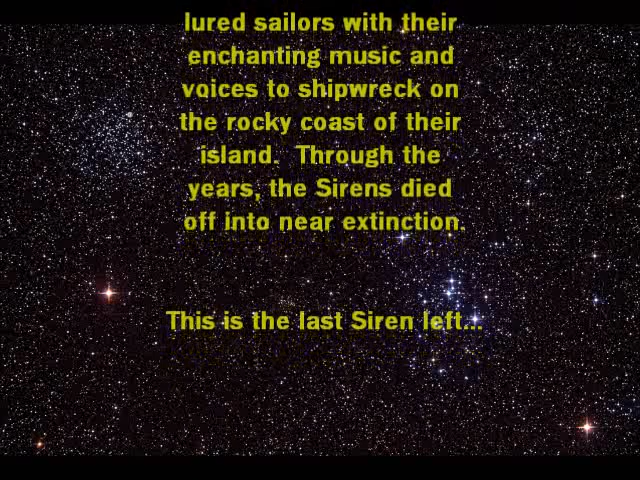 lured sailors with their
enchanting music and
voices to shipwreck on
the rocky coast of their
island.  Through the
years, the Sirens died
off into near extinction.
This is the last Siren left...